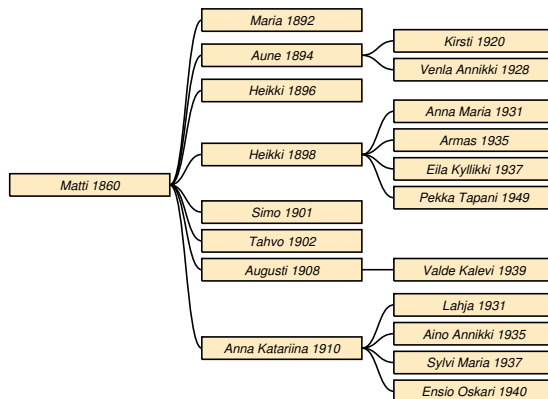 Matti 1860
Maria 1892
Aune 1894
Kirsti 1920
Venla Annikki 1928
Heikki 1896
Heikki 1898
Anna Maria 1931
Armas 1935
Eila Kyllikki 1937
Pekka Tapani 1949
Simo 1901
Tahvo 1902
Augusti 1908
Valde Kalevi 1939
Anna Katariina 1910
Lahja 1931
Aino Annikki 1935
Sylvi Maria 1937
Ensio Oskari 1940